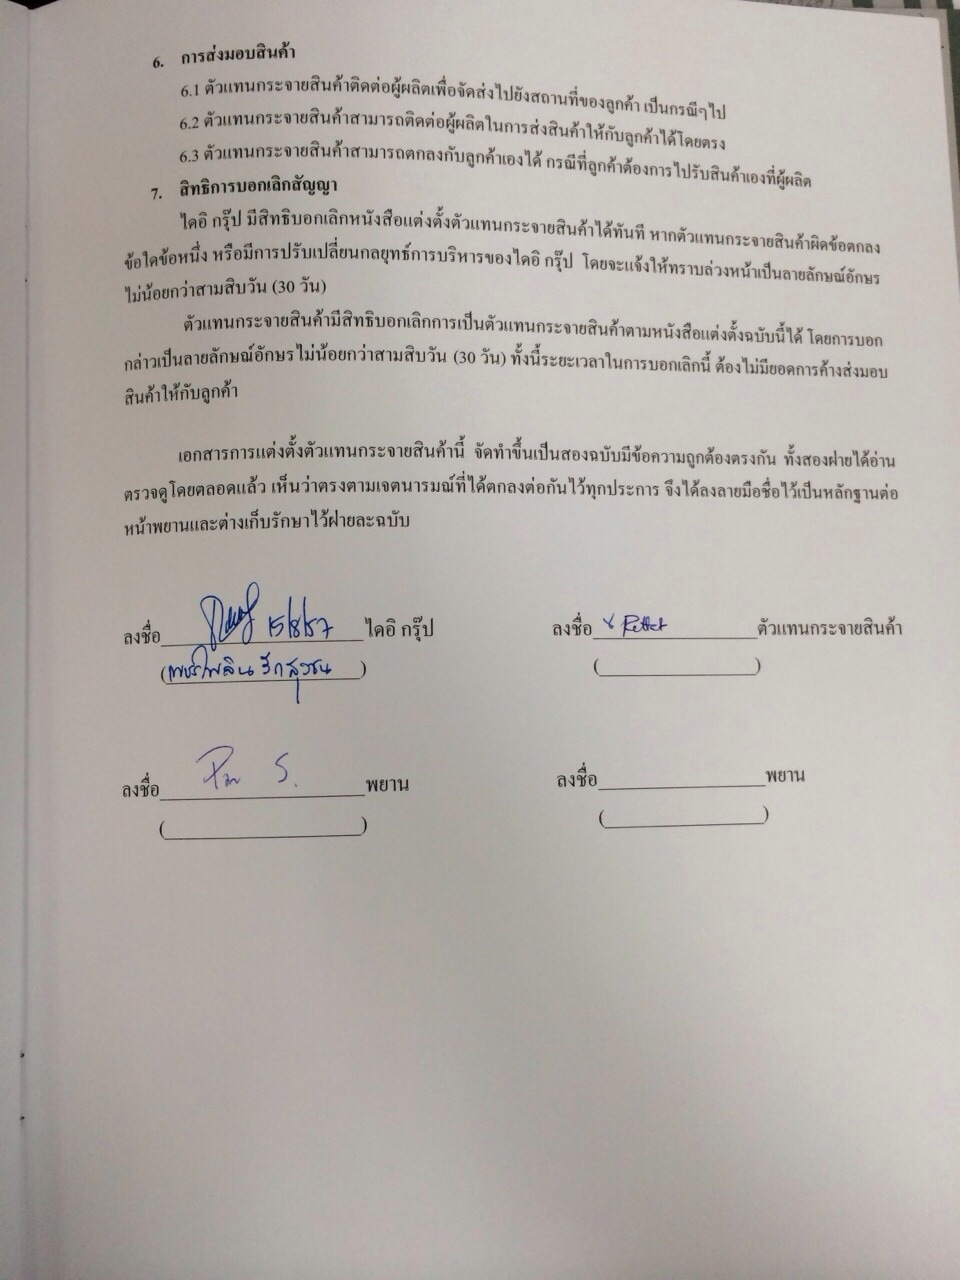 6. การส่งมอบสินค้า
6.1 ตัวแทนกระจายสินค้าติดต่อผู้ผลิตเพื่อจัดส่งไปยังสถานที่ของลูกค้า เป็นกรณีๆไป
6.2 ตัวแทนกระจายสินค้าสามารถติดต่อผู้ผลิตในการส่งสินค้าให้กับลูกค้าได้โดยตรง
6.3 ตัวแทนกระจายสินค้าสามารถตกลงกับลูกค้าเองได้ กรณีที่ลูกค้าต้องการไปรับสินค้าเองที่ผู้ผลิต
7. สิทธิการบอกเลิกสัญญา
ไดอิ กรุ๊ป มีสิทธิบอกเลิกหนังสือแต่งตั้งตัวแทนกระจายสินค้าได้ทันที หากตัวแทนกระจายสินค้าผิดข้อตกลง
ข้อใดข้อหนึ่ง หรือมีการปรับเปลี่ยนกลยุทธ์การบริหารของไดอิ กรุ๊ป โดยจะแจ้งให้ทราบล่วงหน้าเป็นลายลักษณ์อักษร
ไม่น้อยกว่าสามสิบวัน (30 วัน)
ตัวแทนกระจายสินค้ามีสิทธิบอกเลิกการเป็นตัวแทนกระจายสินค้าตามหนังสือแต่งตั้งฉบับนี้ได้ โดยการบอก
กล่าวเป็นลายลักษณ์อักษรไม่น้อยกว่าสามสิบวัน (30 วัน) ทั้งนี้ระยะเวลาในการบอกเลิกนี้ ต้องไม่มียอดการค้างส่งมอบ
สินค้าให้กับลูกค้า
เอกสารการแต่งตั้งตัวแทนกระจายสินค้านี้ จัดทำขึ้นเป็นสองฉบับมีข้อความถูกต้องตรงกัน ทั้งสองฝ่ายได้อ่าน
ตรวจดูโดยตลอดแล้ว เห็นว่าตรงตามเจตนารมณ์ที่ได้ตกลงต่อกันไว้ทุกประการ จึงได้ลงลายมือชื่อไว้เป็นหลักฐานต่อ
หน้าพยานและต่างเก็บรักษาไว้ฝ่ายละฉบับ
ลงชื่อ 15/8/57 ไดอิ กรุ๊ป ลงชื่อ ตัวแทนกระจายสินค้า
ลงชื่อ พยาน ลงชื่อ พยาน